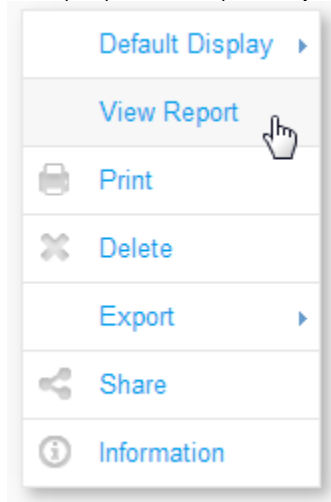 Default Display
View Report
Print
Delete
Export
Share
Information